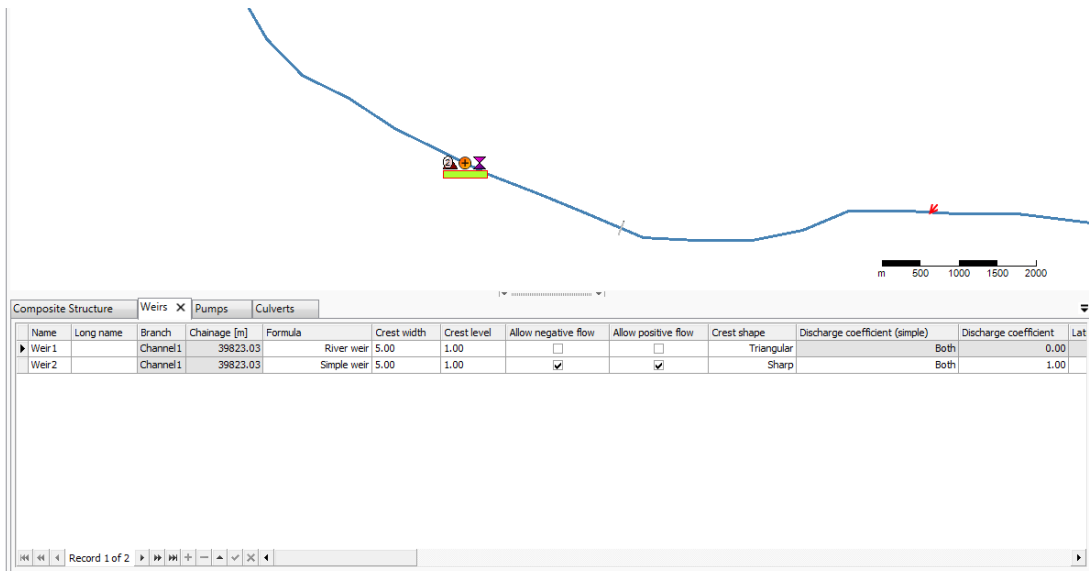 2
m 500 1000 1500 2000
Composite Structure Weirs X Pumps Culverts
Name Long name Branch Chainage [m] Formula Crest width Crest level Allow negative flow Allow positive flow Crest shape Discharge coefficient (simple) Discharge coefficient Lat
Weir1 Channel1 39823.03 River weir 5.00 1.00 Triangular Both 0.00
Weir2 Channel1 39823.03 Simple weir 5.00 1.00 Sharp Both 1.00
Record 1 of 2